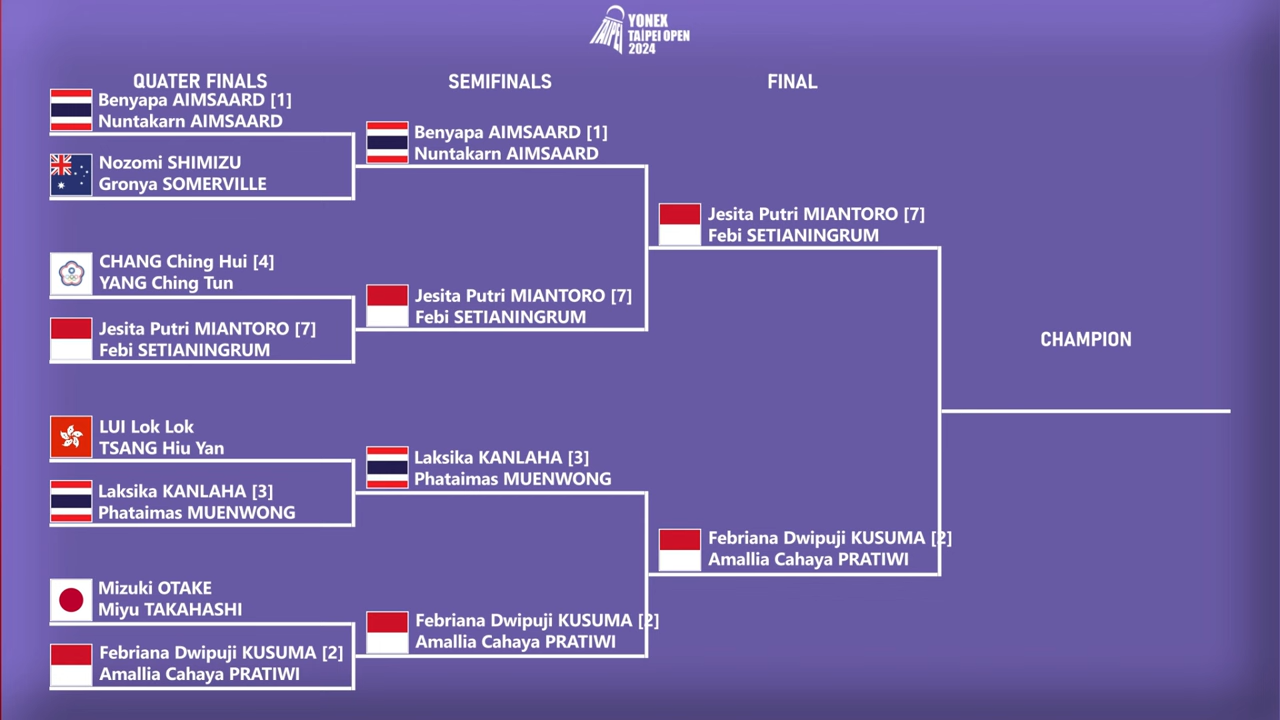 YONEX
TAIPEI OPEN
2024
TAIPEI
QUATER FINALS
SEMIFINALS
FINAL
Benyapa AIMSAARD [1]
Nuntakarn AIMSAARD
Nozomi SHIMIZU
Gronya SOMERVILLE
CHANG Ching Hui [4]
YANG Ching Tun
Jesita Putri MIANTORO [7]
Febi SETIANINGRUM
LUI Lok Lok
TSANG Hiu Yan
Laksika KANLAHA [3]
Phataimas MUENWONG
Mizuki OTAKE
Miyu TAKAHASHI
Febriana Dwipuji KUSUMA [2]
Amallia Cahaya PRATIWI
Benyapa AIMSAARD [1]
Nuntakarn AIMSAARD
Jesita Putri MIANTORO [7]
Febi SETIANINGRUM
Laksika KANLAHA [3]
Phataimas MUENWONG
Febriana Dwipuji KUSUMA [2]
Amallia Cahaya PRATIWI
Jesita Putri MIANTORO [7]
Febi SETIANINGRUM
Febriana Dwipuji KUSUMA [2]
Amallia Cahaya PRATIWI
CHAMPION